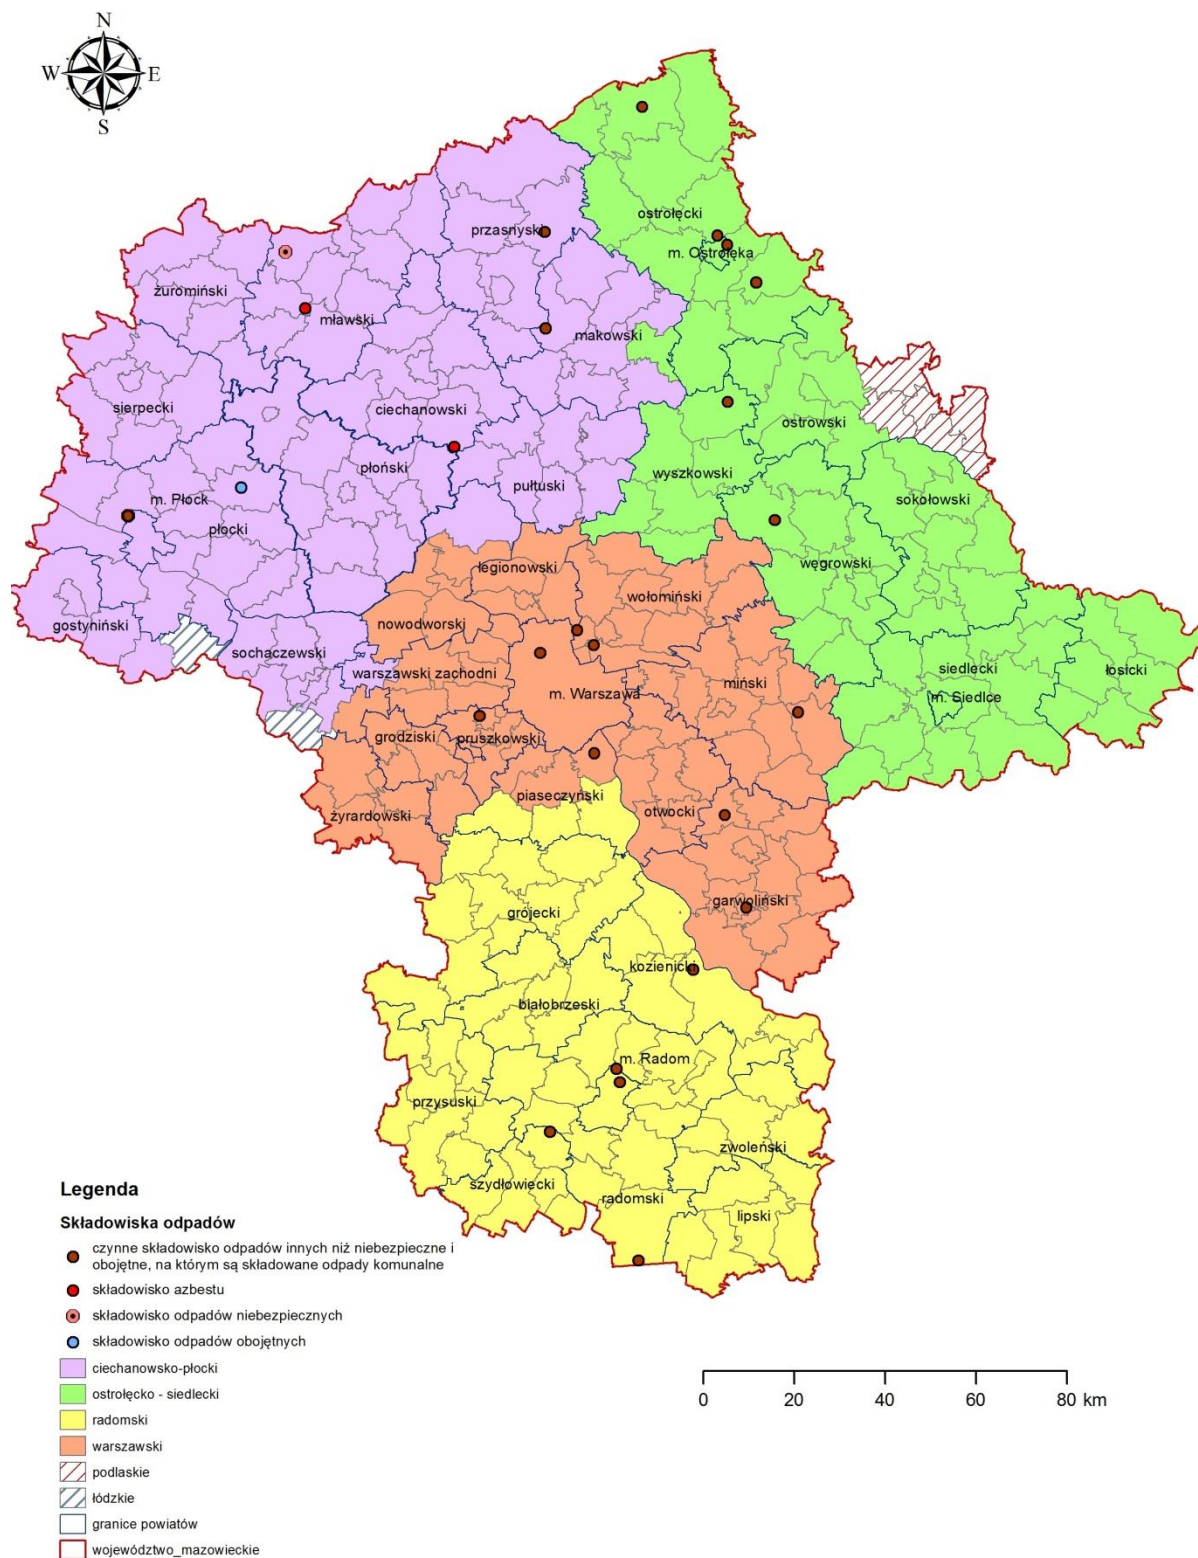 N
W E
S
ostrołęcki
przasnyski
m. Ostrołęka
żuromiński
mławski
makowski
sierpecki
ciechanowski
ostrowski
płoński
wyszkowski
pułtuski
sokołowski
m. Płock
płocki
węgrowski
legionowski
wołomiński
gostyniński
nowodworski
sochaczewski
warszawski zachodni
siedlecki
łosicki
miński
m. Warszawa
m. Siedlce
grodziski
pruszkowski
piaseczyński
otwocki
żyrardowski
garwoliński
grójecki
kozienicki
białobrzeski
m. Radom
przysuski
zwoleński
szydłowiecki
radomski
lipski
Legenda
Składowiska odpadów
czynne składowisko odpadów innych niż niebezpieczne i
obojętne, na którym są składowane odpady komunalne
składowisko azbestu
składowisko odpadów niebezpiecznych
składowisko odpadów obojętnych
ciechanowsko-płocki
ostrołęcko - siedlecki
radomski
warszawski
podlaskie
łódzkie
granice powiatów
województwo_mazowieckie
0 20 40 60 80 km